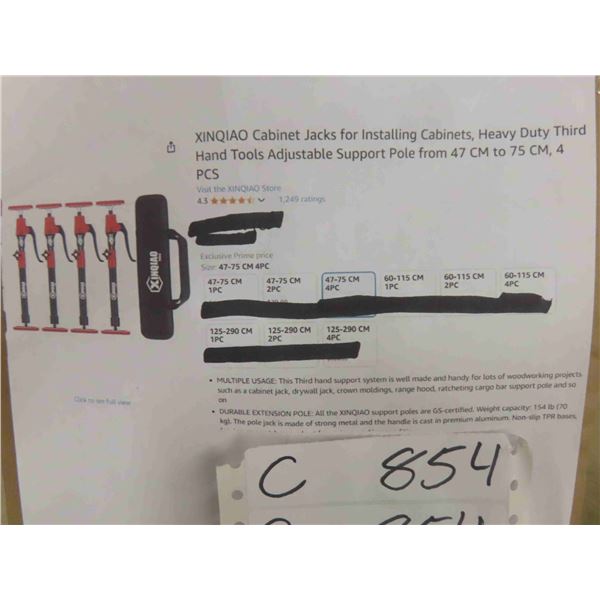 XINQIAO Cabinet Jacks for Installing Cabinets, Heavy Duty Third
Hand Tools Adjustable Support Pole from 47 CM to 75 CM, 4
PCS
Visit the XINQIAO Store
4.3 1,249 ratings
Exclusive Prime price
Size: 47-75 CM 4PC
47-75 CM 47-75 CM 47-75 CM 60-115 CM 60-115 CM 60-115 CM
1PC 2PC 4PC 1PC 2PC 4PC
125-290 CM 125-290 CM 125-290 CM
1PC 2PC 4PC
XINQIAO
Click to see full view
• MULTIPLE USAGE: This Third hand support system is well made and handy for lots of woodworking projects
such as a cabinet jack, drywall jack, crown moldings, range hood, ratcheting cargo bar support pole and so
on
• DURABLE EXTENSION POLE: All the XINQIAO support poles are GS-certified. Weight capacity: 154 lb (70
kg). The pole jack is made of strong metal and the handle is cast in premium aluminum. Non-slip TPR bases,
C 854